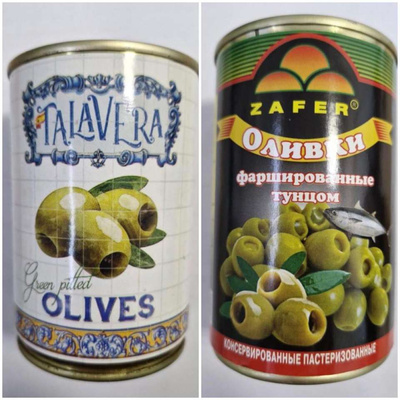 TALAVERA
Green pitted
OLIVES
ZAFER®
Оливки
фаршированные
тунцом
КОНСЕРВИРОВАННЫЕ ПАСТЕРИЗОВАННЫЕ